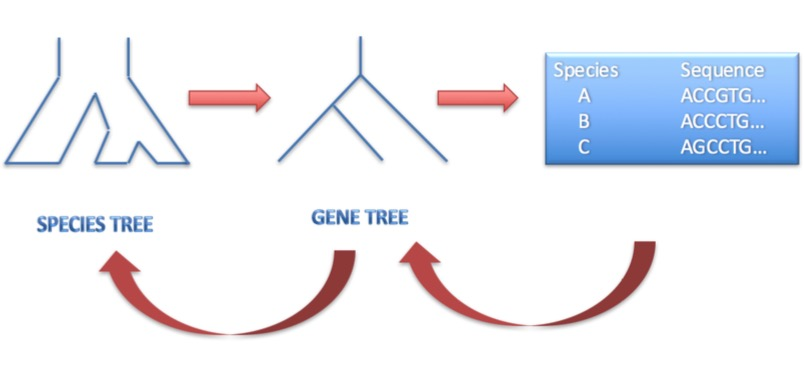 Species Sequence
A ACCGTG...
B ACCCTG...
C AGCCTG...
SPECIES TREE
GENE TREE